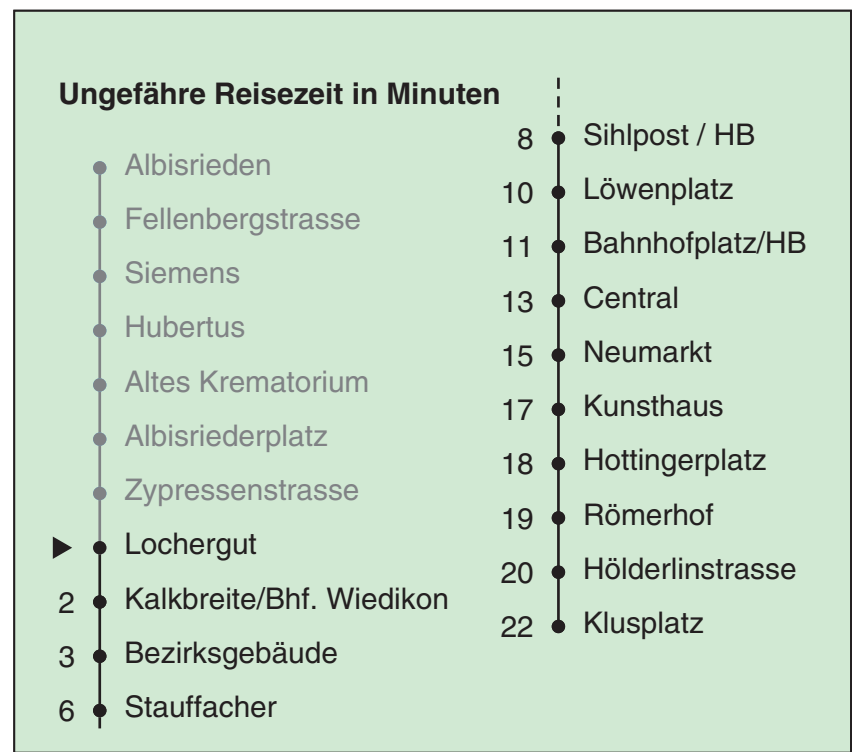 Ungefähre Reisezeit in Minuten
Albisrieden
Fellenbergstrasse
Siemens
Hubertus
Altes Krematorium
Albisriederplatz
Zypressenstrasse
Lochergut
2 Kalkbreite/Bhf. Wiedikon
3 Bezirksgebäude
6 Stauffacher
8 Sihlpost / HB
10 Löwenplatz
11 Bahnhofplatz/HB
13 Central
15 Neumarkt
17 Kunsthaus
18 Hottingerplatz
19 Römerhof
20 Hölderlinstrasse
22 Klusplatz